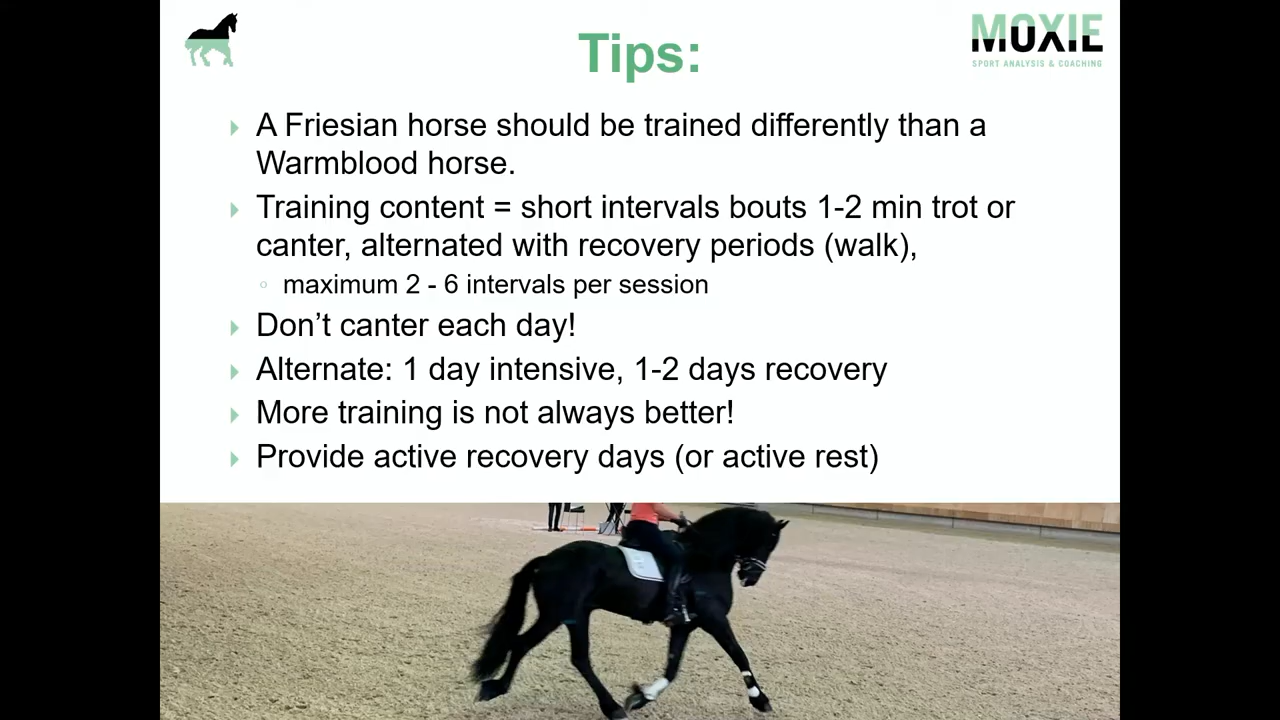 MOXIE
SPORT ANALYSIS & COACHING
Tips:
A Friesian horse should be trained differently than a
Warmblood horse.
Training content = short intervals bouts 1-2 min trot or
canter, alternated with recovery periods (walk),
maximum 2 - 6 intervals per session
Don’t canter each day!
Alternate: 1 day intensive, 1-2 days recovery
More training is not always better!
Provide active recovery days (or active rest)